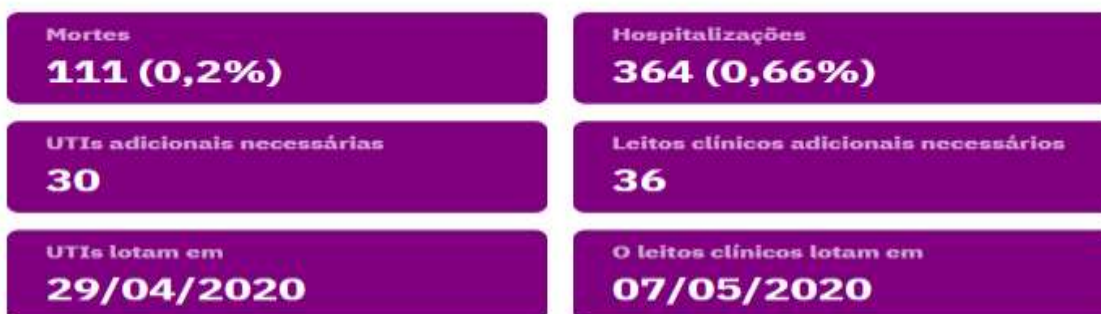 Mortes
111 (0,2%)
Hospitalizações
364 (0,66%)
UTIs adicionais necessárias
30
Leitos clínicos adicionais necessários
36
UTIs lotam em
29/04/2020
O leitos clínicos lotam em
07/05/2020